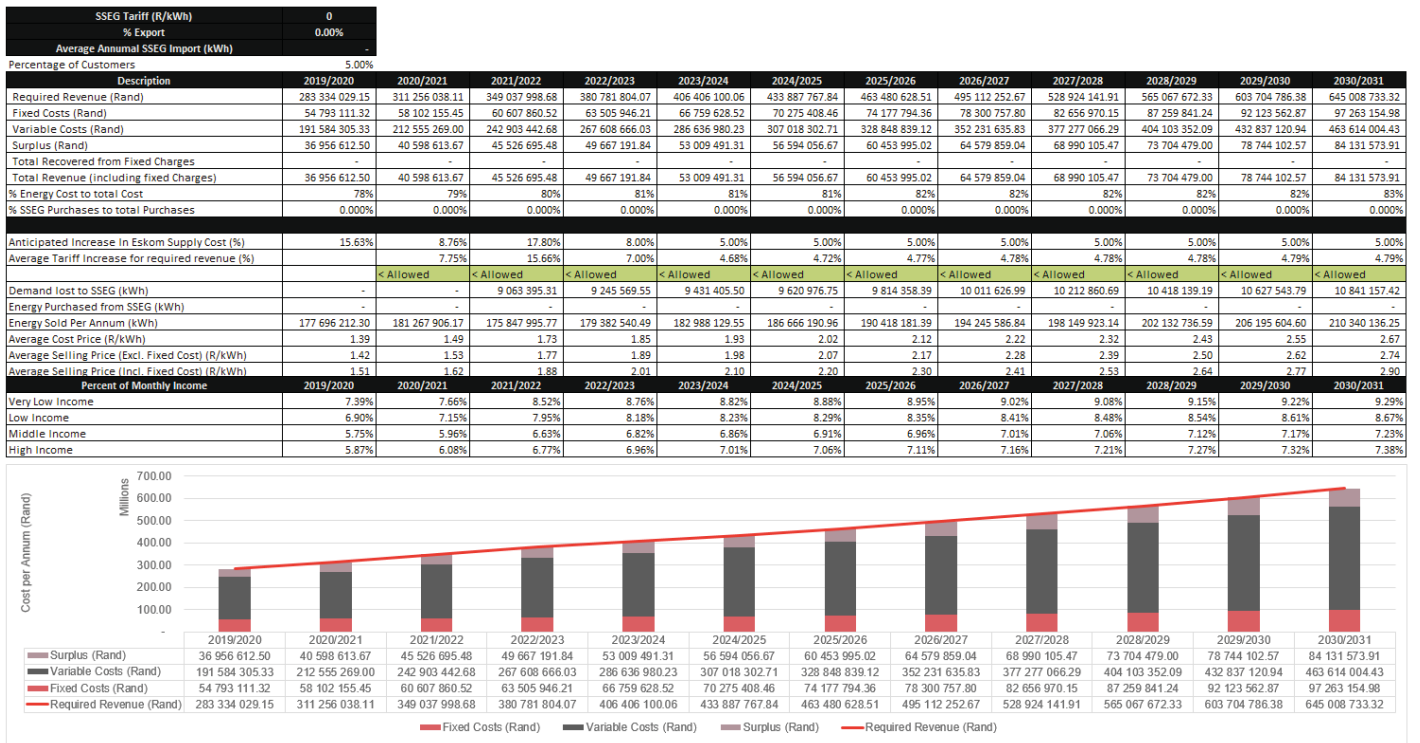 SSEG Tariff (R/kWh) 0
% Export 0.00%
Average Annumal SSEG Import (kWh) -
Percentage of Customers 5.00%
Description 2019/2020 2020/2021 2021/2022 2022/2023 2023/2024 2024/2025 2025/2026 2026/2027 2027/2028 2028/2029 2029/2030 2030/2031
Required Revenue (Rand) 283 334 029.15 311 256 038.11 349 037 998.68 380 781 804.07 406 406 100.06 433 887 767.84 463 480 628.51 495 112 252.67 528 924 141.91 565 067 672.33 603 704 786.38 645 008 733.32
Fixed Costs (Rand) 54 793 111.32 58 102 155.45 60 607 860.52 63 505 946.21 66 759 628.52 70 275 408.46 74 177 794.36 78 300 757.80 82 656 970.15 87 259 841.24 92 123 562.87 97 263 154.98
Variable Costs (Rand) 191 584 305.33 212 555 269.00 242 903 442.68 267 608 666.03 286 636 980.23 307 018 302.71 328 848 839.12 352 231 635.83 377 277 066.29 404 103 352.09 432 837 120.94 463 614 004.43
Surplus (Rand) 36 956 612.50 40 598 613.67 45 526 695.48 49 667 191.84 53 009 491.31 56 594 056.67 60 453 995.02 64 579 859.04 68 990 105.47 73 704 479.00 78 744 102.57 84 131 573.91
Total Recovered from Fixed Charges - - - - - - - - - - - -
Total Revenue (including fixed Charges) 36 956 612.50 40 598 613.67 45 526 695.48 49 667 191.84 53 009 491.31 56 594 056.67 60 453 995.02 64 579 859.04 68 990 105.47 73 704 479.00 78 744 102.57 84 131 573.91
% Energy Cost to total Cost 78% 79% 80% 81% 81% 81% 82% 82% 82% 82% 82% 83%
% SSEG Purchases to total Purchases 0.000% 0.000% 0.000% 0.000% 0.000% 0.000% 0.000% 0.000% 0.000% 0.000% 0.000% 0.000%
Anticipated Increase In Eskom Supply Cost (%) 15.63% 8.76% 17.80% 8.00% 5.00% 5.00% 5.00% 5.00% 5.00% 5.00% 5.00% 5.00%
Average Tariff Increase for required revenue (%) 7.75% 15.66% 7.00% 4.68% 4.72% 4.77% 4.78% 4.78% 4.78% 4.79% 4.79%
< Allowed < Allowed < Allowed < Allowed < Allowed < Allowed < Allowed < Allowed < Allowed < Allowed < Allowed
Demand lost to SSEG (kWh) - - 9 063 395.31 9 245 569.55 9 431 405.50 9 620 976.75 9 814 358.39 10 011 626.99 10 212 860.69 10 418 139.19 10 627 543.79 10 841 157.42
Energy Purchased from SSEG (kWh) - - - - - - - - - - - -
Energy Sold Per Annum (kWh) 177 696 212.30 181 267 906.17 175 847 995.77 179 382 540.49 182 988 129.55 186 666 190.96 190 418 181.39 194 245 586.84 198 149 923.14 202 132 736.59 206 195 604.60 210 340 136.25
Average Cost Price (R/kWh) 1.39 1.49 1.73 1.85 1.93 2.02 2.12 2.22 2.32 2.43 2.55 2.67
Average Selling Price (Excl. Fixed Cost) (R/kWh) 1.42 1.53 1.77 1.89 1.98 2.07 2.17 2.28 2.39 2.50 2.62 2.74
Average Selling Price (Incl. Fixed Cost) (R/kWh) 1.51 1.62 1.88 2.01 2.10 2.20 2.30 2.41 2.53 2.64 2.77 2.90
Percent of Monthly Income 2019/2020 2020/2021 2021/2022 2022/2023 2023/2024 2024/2025 2025/2026 2026/2027 2027/2028 2028/2029 2029/2030 2030/2031
Very Low Income 7.39% 7.66% 8.52% 8.76% 8.82% 8.88% 8.95% 9.02% 9.08% 9.15% 9.22% 9.29%
Low Income 6.90% 7.15% 7.95% 8.18% 8.23% 8.29% 8.35% 8.41% 8.48% 8.54% 8.61% 8.67%
Middle Income 5.75% 5.96% 6.63% 6.82% 6.86% 6.91% 6.96% 7.01% 7.06% 7.12% 7.17% 7.23%
High Income 5.87% 6.08% 6.77% 6.96% 7.01% 7.06% 7.11% 7.16% 7.21% 7.27% 7.32% 7.38%
Cost per Annum (Rand)
Millions
700.00
600.00
500.00
400.00
300.00
200.00
100.00
-
2019/2020 2020/2021 2021/2022 2022/2023 2023/2024 2024/2025 2025/2026 2026/2027 2027/2028 2028/2029 2029/2030 2030/2031
Surplus (Rand) 36 956 612.50 40 598 613.67 45 526 695.48 49 667 191.84 53 009 491.31 56 594 056.67 60 453 995.02 64 579 859.04 68 990 105.47 73 704 479.00 78 744 102.57 84 131 573.91
Variable Costs (Rand) 191 584 305.33 212 555 269.00 242 903 442.68 267 608 666.03 286 636 980.23 307 018 302.71 328 848 839.12 352 231 635.83 377 277 066.29 404 103 352.09 432 837 120.94 463 614 004.43
Fixed Costs (Rand) 54 793 111.32 58 102 155.45 60 607 860.52 63 505 946.21 66 759 628.52 70 275 408.46 74 177 794.36 78 300 757.80 82 656 970.15 87 259 841.24 92 123 562.87 97 263 154.98
Required Revenue (Rand) 283 334 029.15 311 256 038.11 349 037 998.68 380 781 804.07 406 406 100.06 433 887 767.84 463 480 628.51 495 112 252.67 528 924 141.91 565 067 672.33 603 704 786.38 645 008 733.32
Fixed Costs (Rand) Variable Costs (Rand) Surplus (Rand) Required Revenue (Rand)